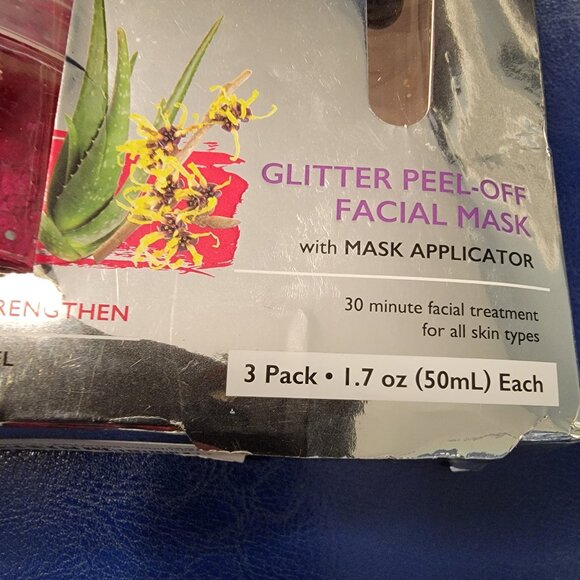 GLITTER PEEL-OFF
FACIAL MASK
with MASK APPLICATOR
RENGTHEN
30 minute facial treatment
for all skin types
EL
3 Pack • 1.7 oz (50mL) Each